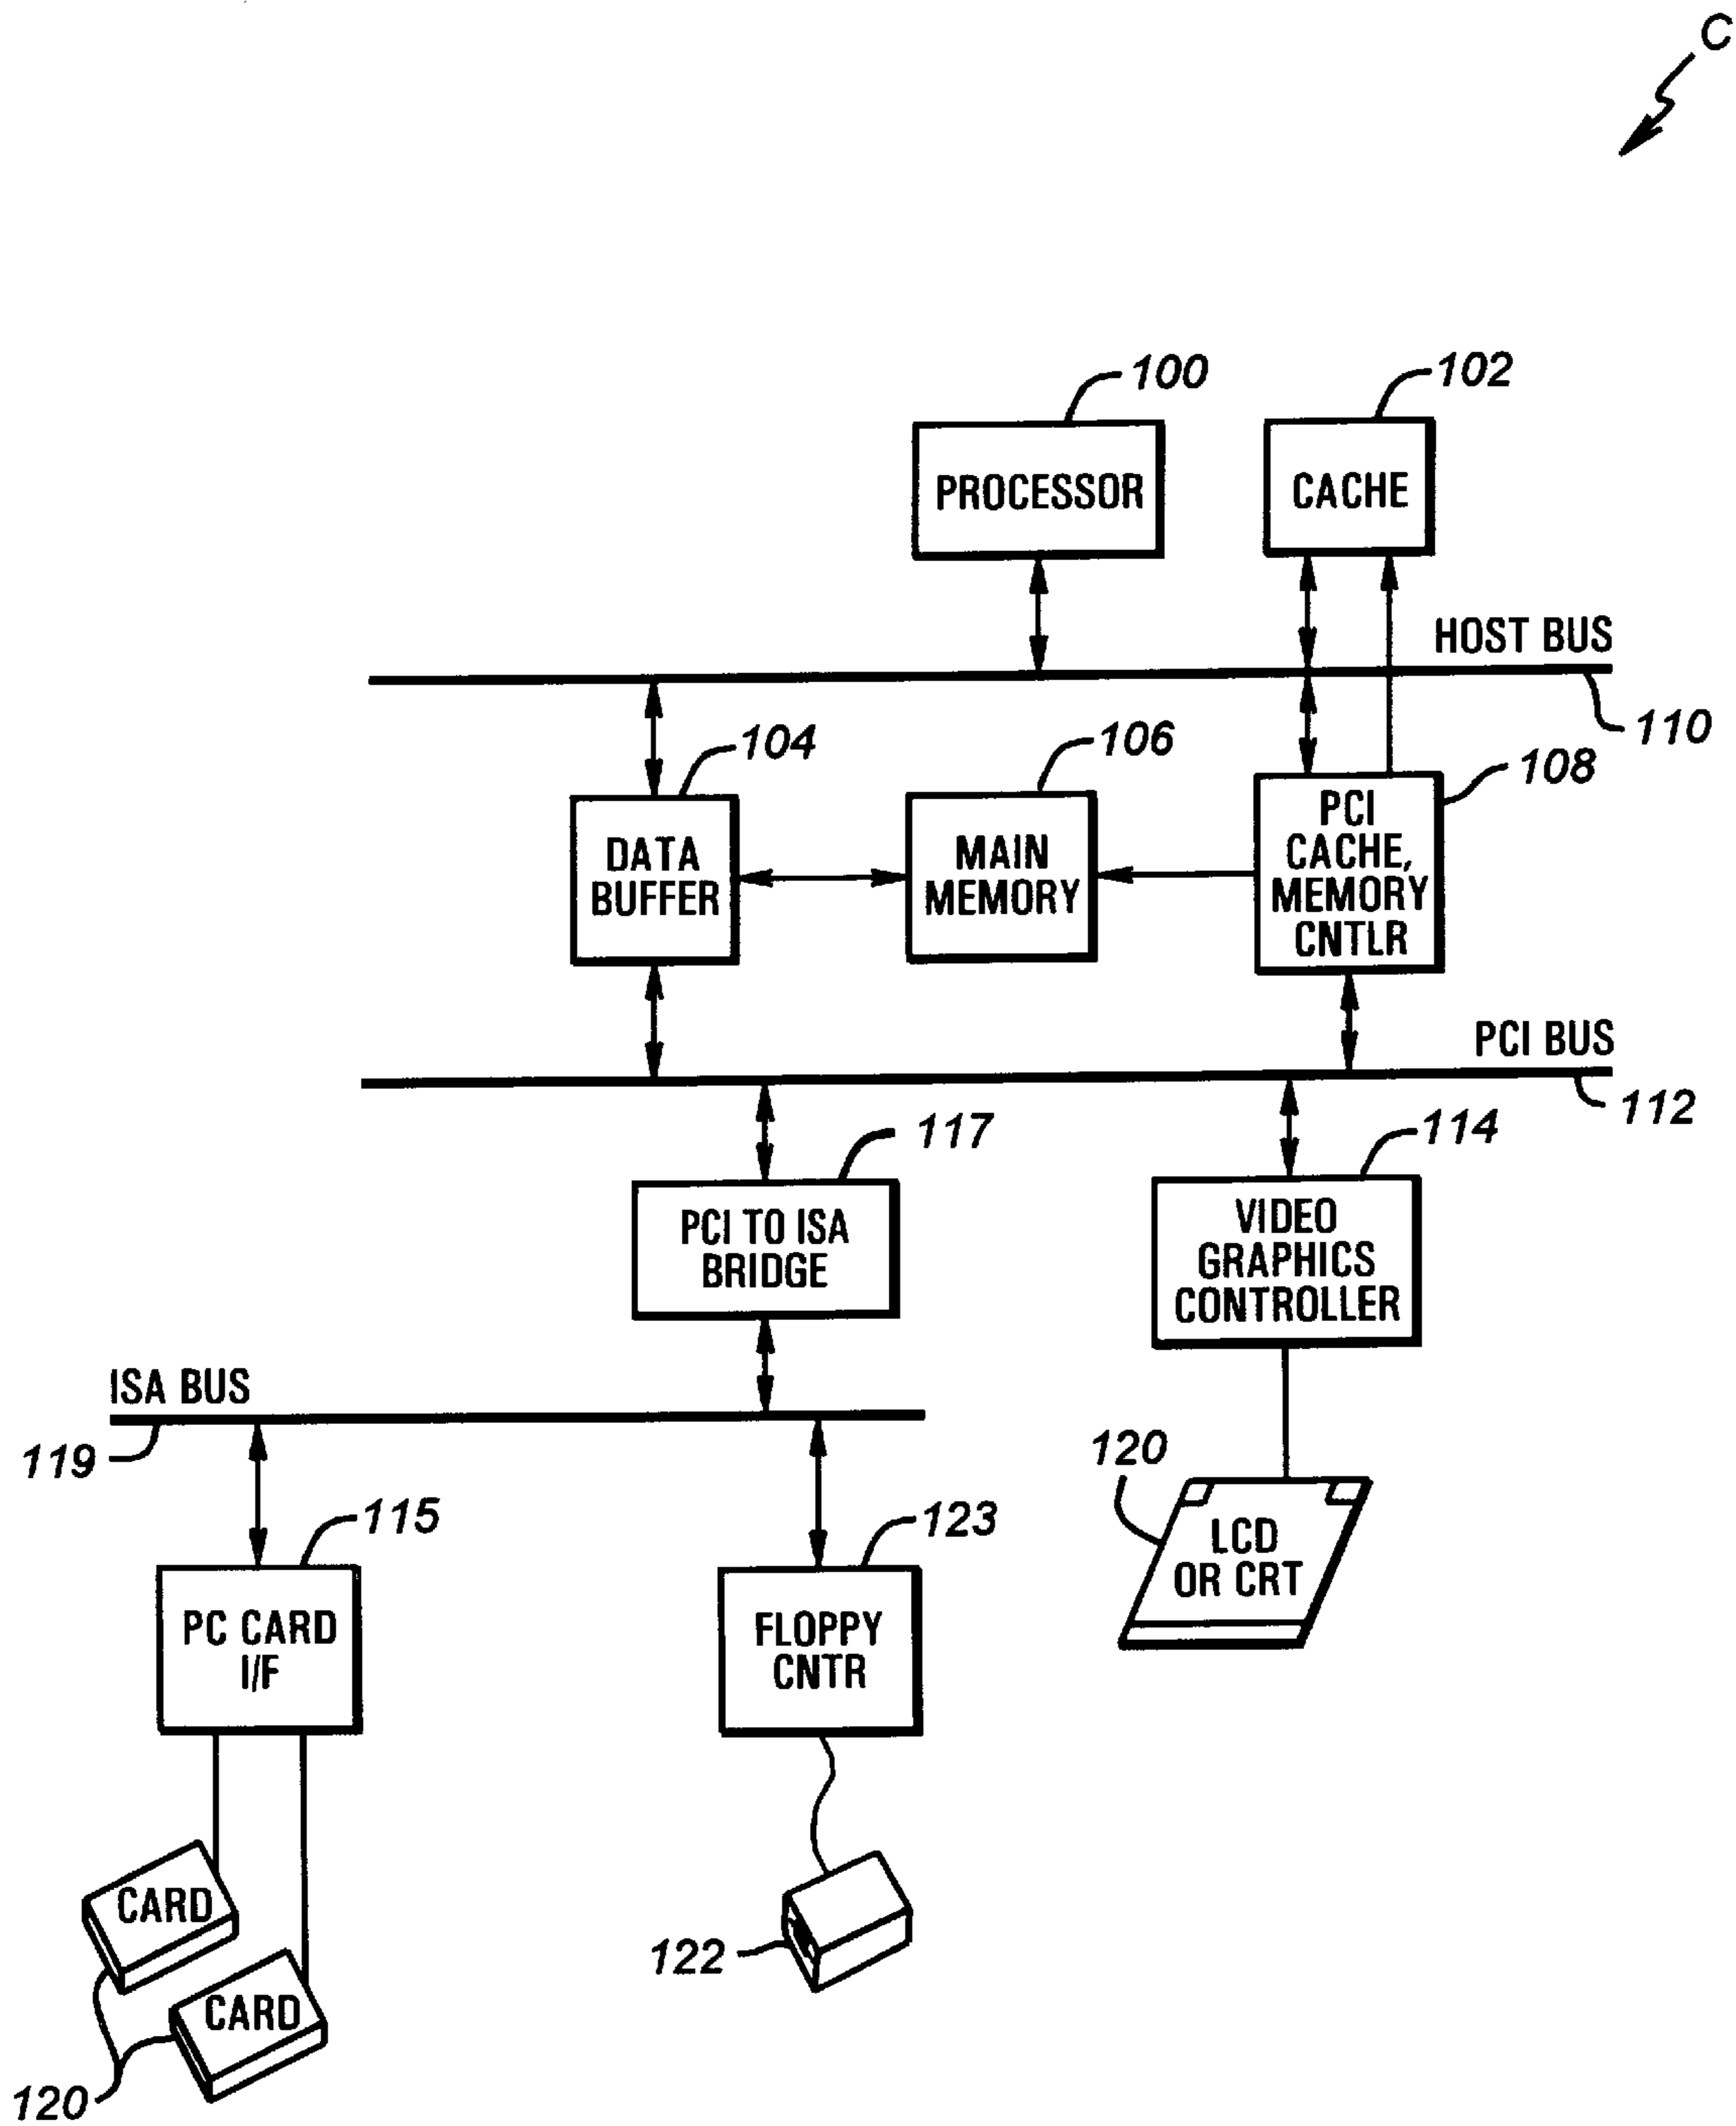 C
100
102
PROCESSOR
CACHE
HOST BUS
110
104
106
108
DATA
BUFFER
MAIN
MEMORY
PCI
CACHE,
MEMORY
CNTLR
PCI BUS
112
117
114
PCI TO ISA
BRIDGE
VIDEO
GRAPHICS
CONTROLLER
ISA BUS
119
120
LCD
OR CRT
115
123
PC CARD
I/F
FLOPPY
CNTR
CARD
122
CARD
120